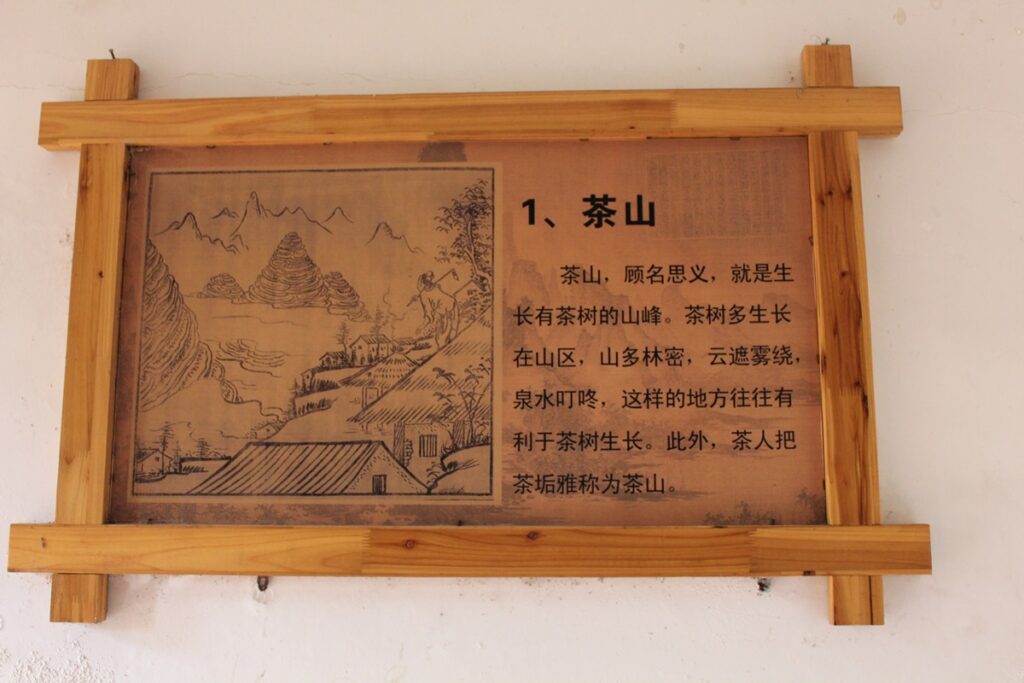 1、茶山
茶山，顾名思义，就是生
长有茶树的山峰。茶树多生长
在山区，山多林密，云遮雾绕，
泉水叮咚，这样的地方往往有
利于茶树生长。此外，茶人把
茶垢雅称为茶山。